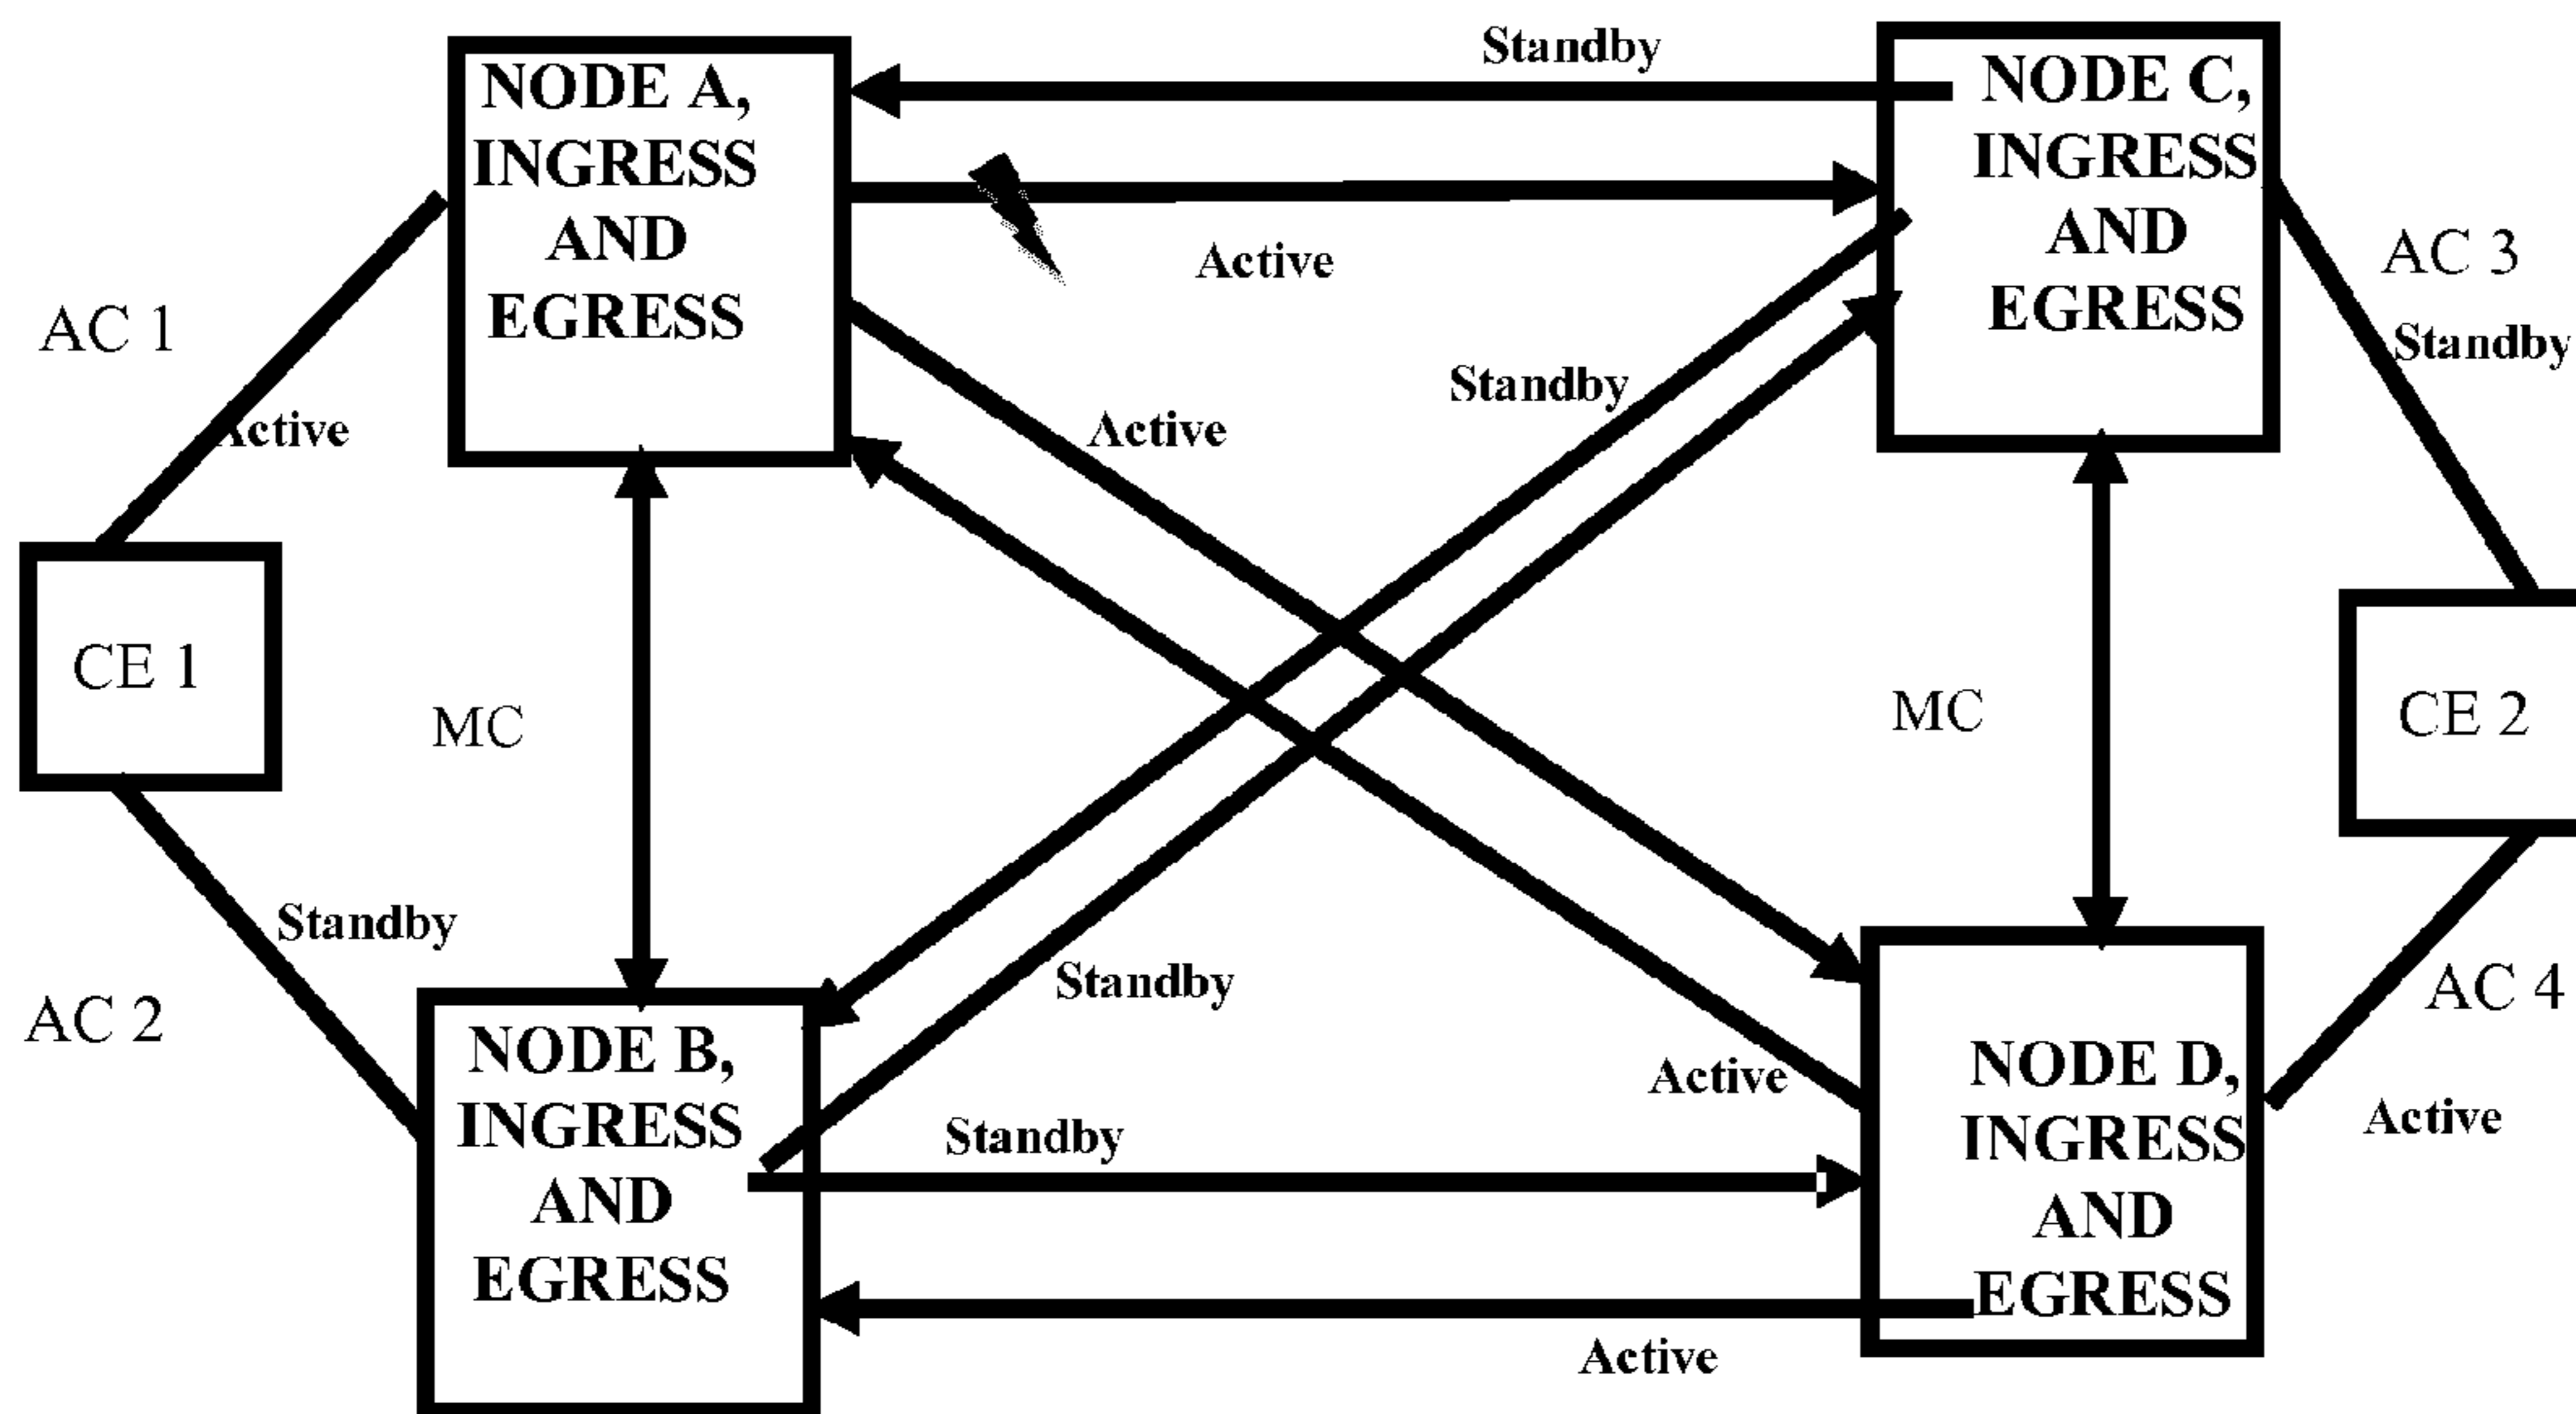 NODE A,
INGRESS
AND
EGRESS
Standby
NODE C,
INGRESS
AND
EGRESS
Active
AC 1
Active
AC 3
Standby
Standby
Active
CE 1
MC
MC
CE 2
Standby
AC 2
Standby
AC 4
Active
NODE B,
INGRESS
AND
EGRESS
Standby
Active
NODE D,
INGRESS
AND
EGRESS
Active